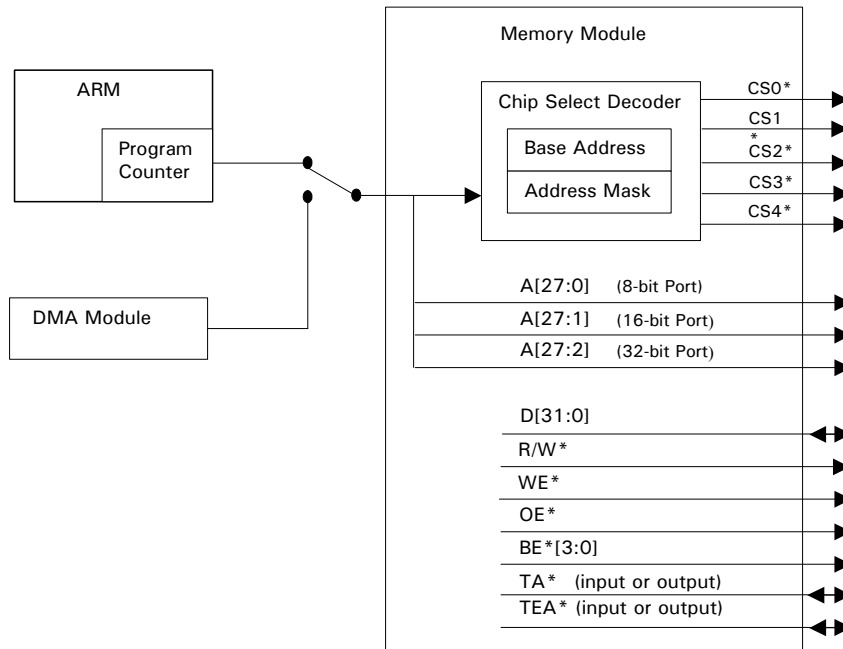 Memory Module
ARM
Program
Counter
DMA Module
Chip Select Decoder
Base Address
Address Mask
CS0*
CS1
*
CS2*
CS3*
CS4*
A[27:0] (8-bit Port)
A[27:1] (16-bit Port)
A[27:2] (32-bit Port)
D[31:0]
R/W*
WE*
OE*
BE*[3:0]
TA* (input or output)
TEA* (input or output)